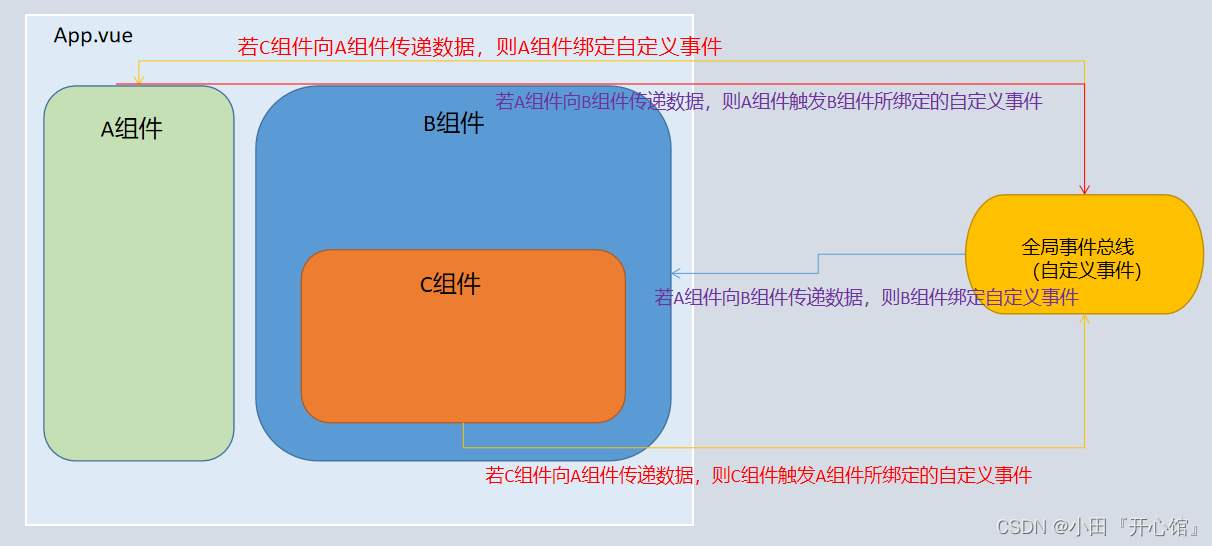 App.vue
若C组件向A组件传递数据，则A组件绑定自定义事件
若A组件向B组件传递数据，则A组件触发B组件所绑定的自定义事件
A组件
B组件
全局事件总线
（自定义事件）
C组件
若A组件向B组件传递数据，则B组件绑定自定义事件
若C组件向A组件传递数据，则C组件触发A组件所绑定的自定义事件
CSDN @小田『开心馆』